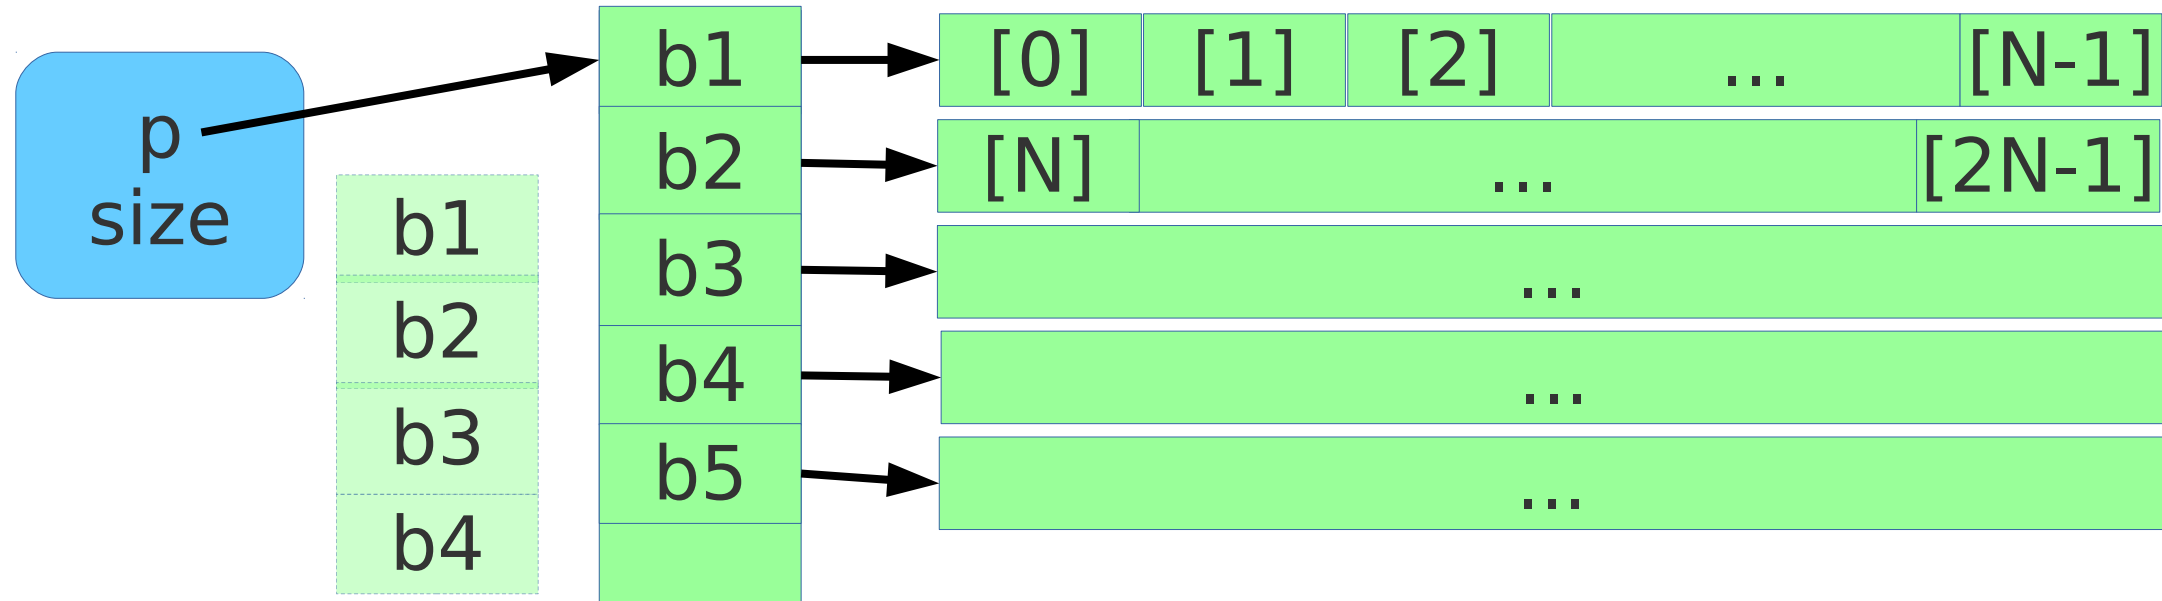 p
size
b1
b2
b3
b4
b1 [0] [1] [2] ... [N-1]
b2 [N] ... [2N-1]
b3 ...
b4 ...
b5 ...